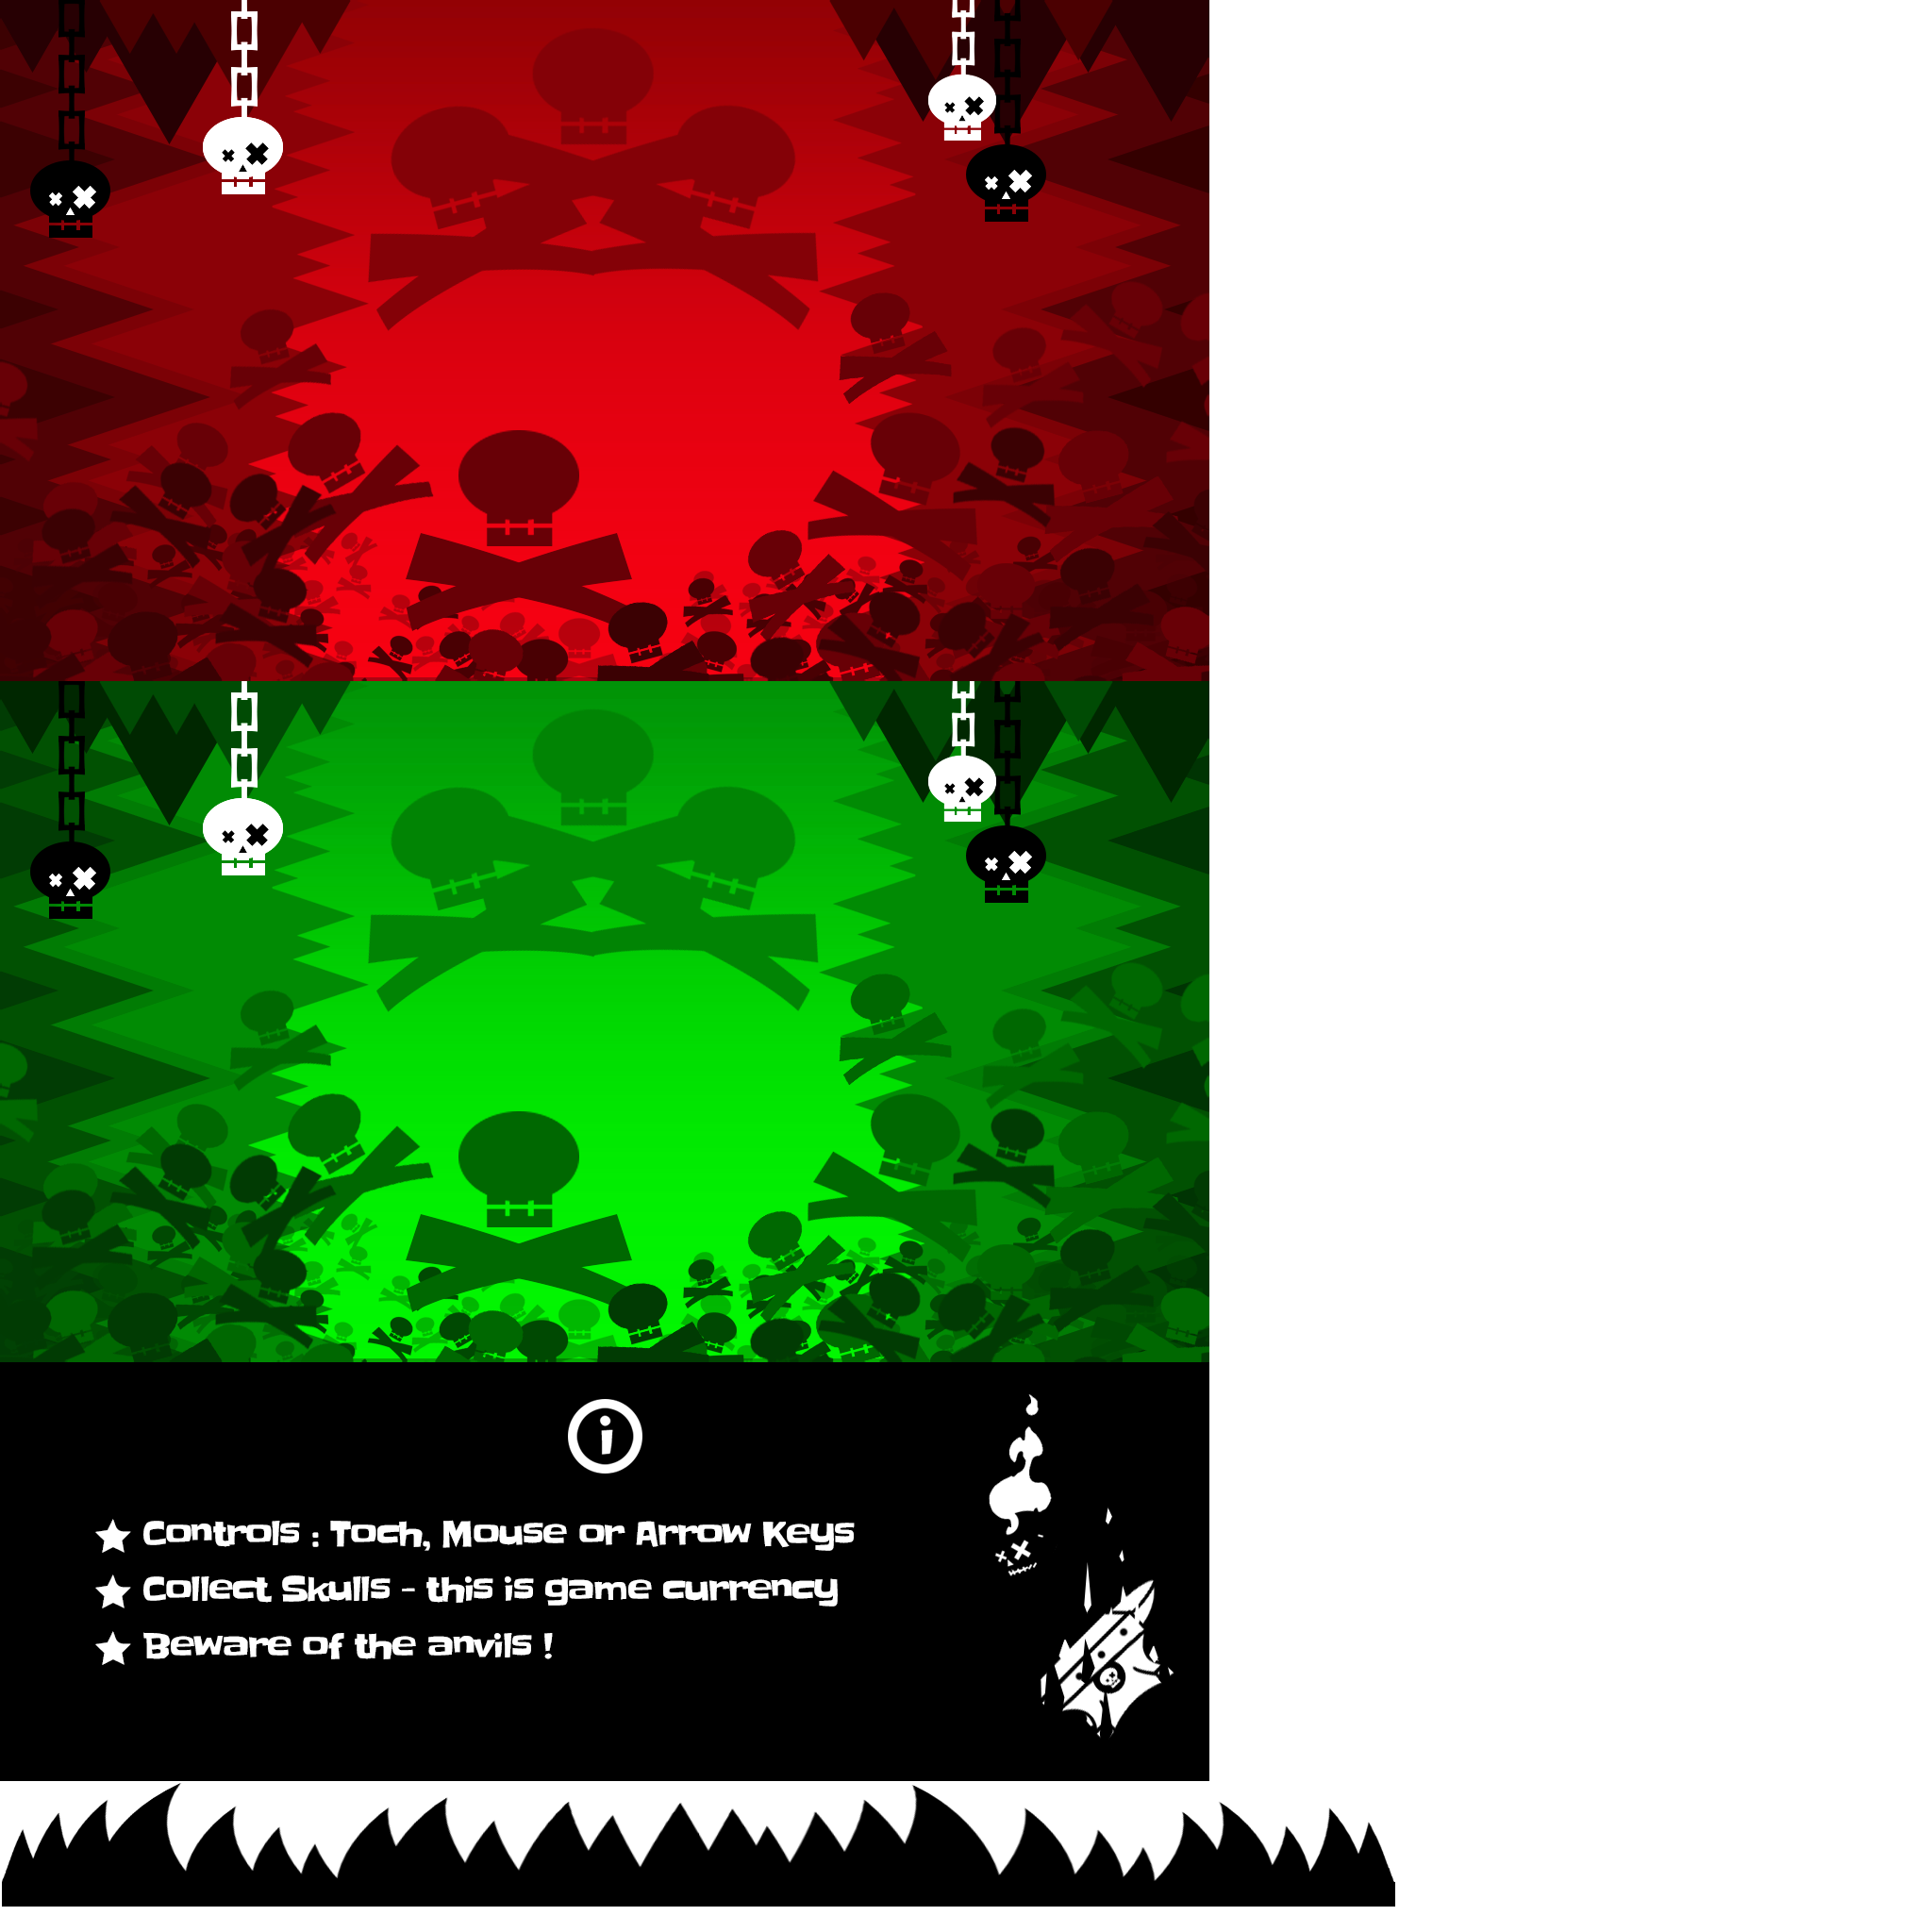 i
Controls : Toch, Mouse or Arrow Keys
Collect Skulls - this is game currency
Beware of the anvils !